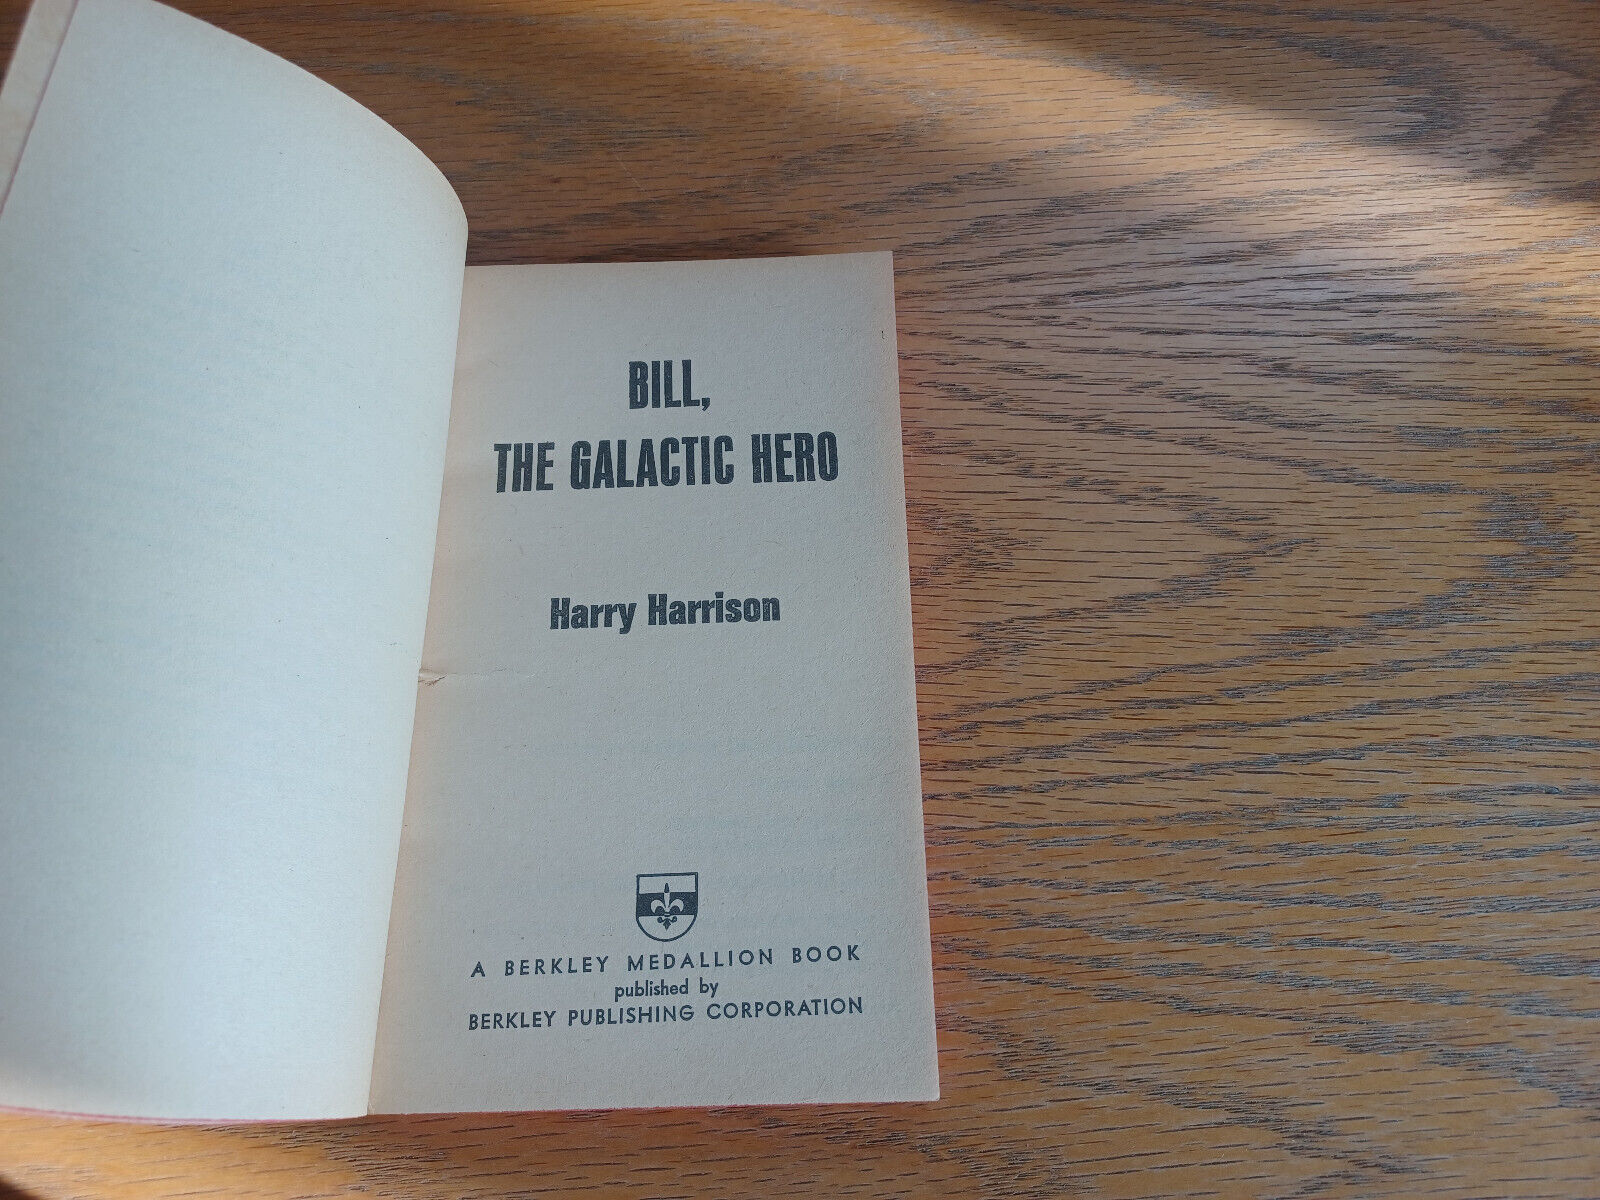 BILL,
THE GALACTIC HERO
Harry Harrison
A BERKLEY MEDALLION BOOK
published by
BERKLEY PUBLISHING CORPORATION